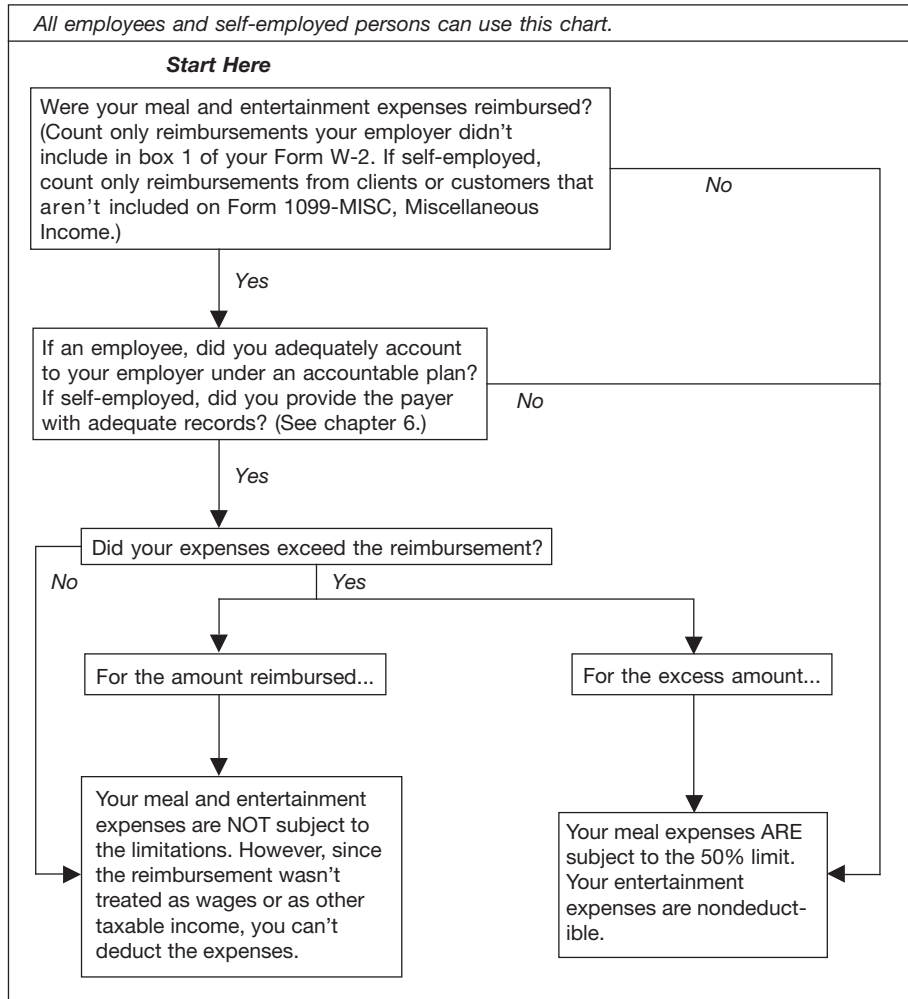 All employees and self-employed persons can use this chart.
Start Here
Were your meal and entertainment expenses reimbursed?
(Count only reimbursements your employer didn't
include in box 1 of your Form W-2. If self-employed,
count only reimbursements from clients or customers that
aren't included on Form 1099-MISC, Miscellaneous
Income.)
No
Yes
If an employee, did you adequately account
to your employer under an accountable plan?
If self-employed, did you provide the payer
with adequate records? (See chapter 6.)
No
Yes
Did your expenses exceed the reimbursement?
No
Yes
For the amount reimbursed...
For the excess amount...
Your meal and entertainment
expenses are NOT subject to
the limitations. However, since
the reimbursement wasn't
treated as wages or as other
taxable income, you can't
deduct the expenses.
Your meal expenses ARE
subject to the 50% limit.
Your entertainment
expenses are nondeduct-
ible.